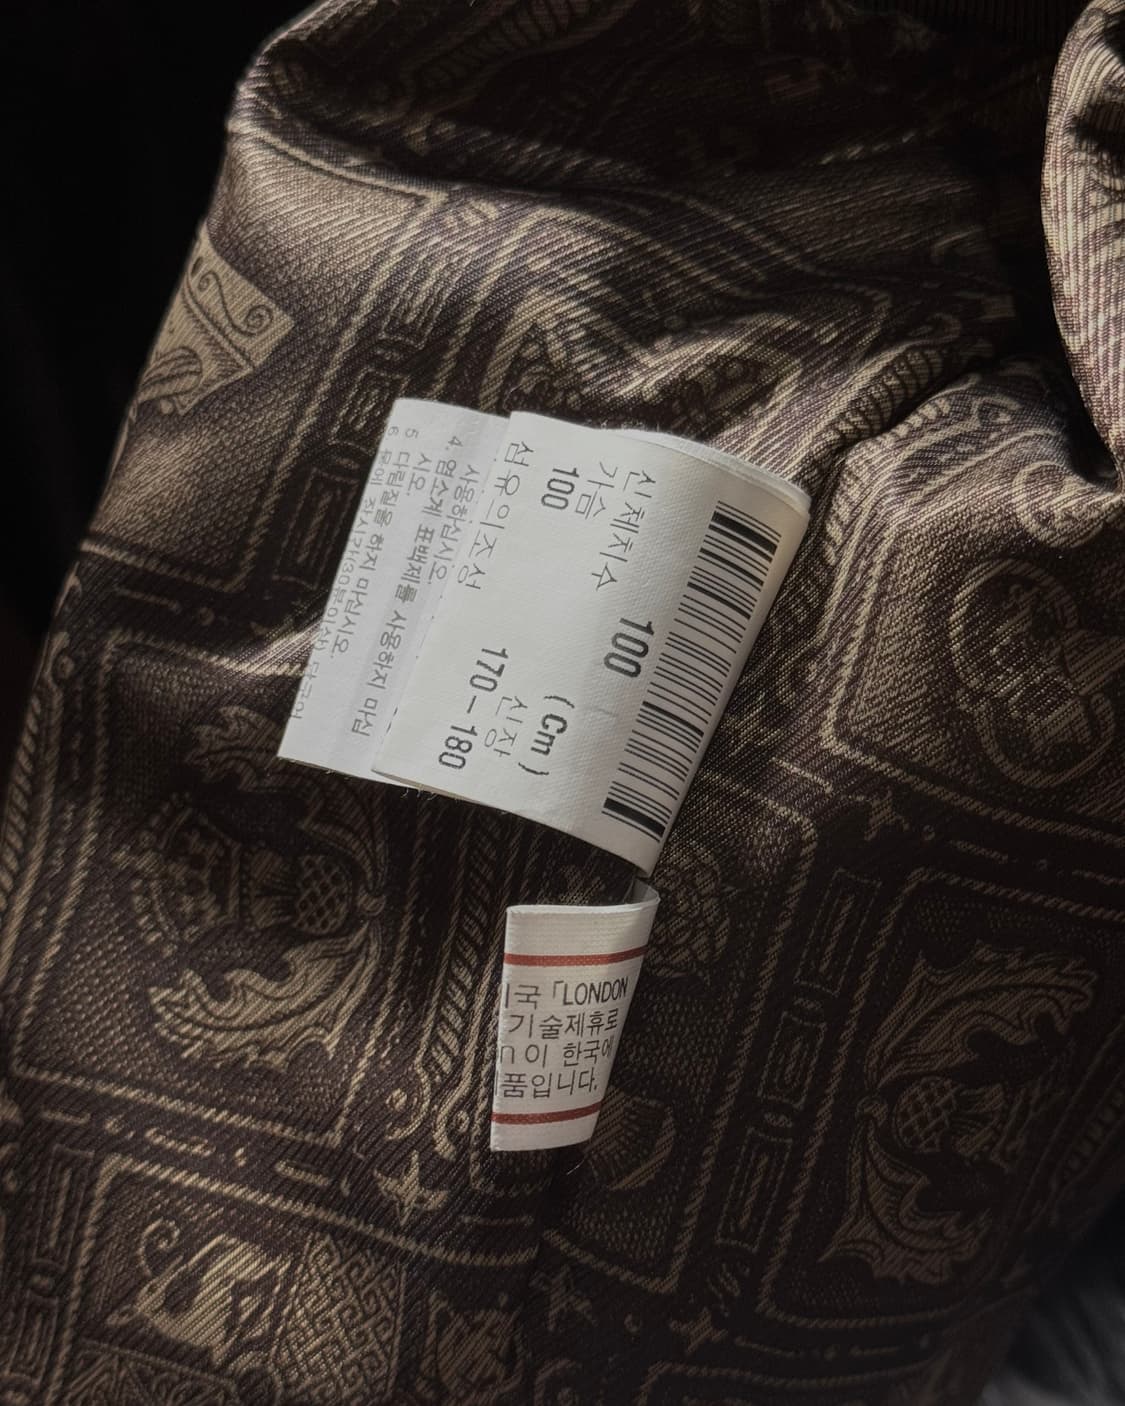 신체치수 100 (Cm)
가슴 신장
100 170-180
섬유의조성
사용하십시오.
4. 염소계 표백제를 사용하지 마십
시오.
5. 다림질을 하지 마십시오.
6.
국 「LONDON
기술제휴로
이 한국에
품입니다.